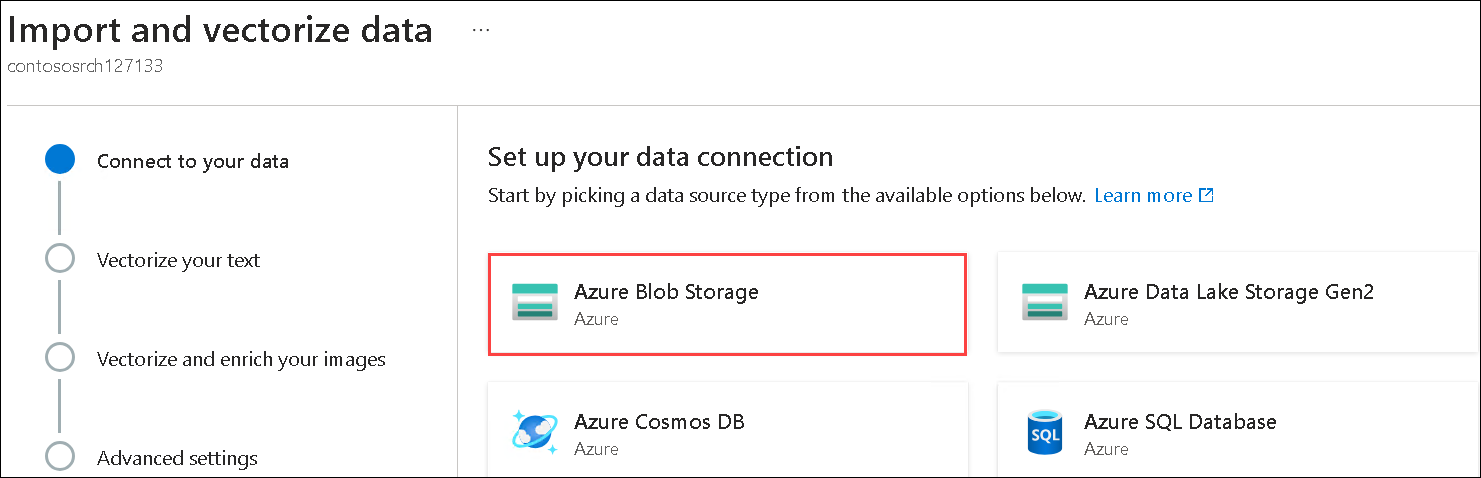 Import and vectorize data ...
contososrch127133
Connect to your data
Vectorize your text
Vectorize and enrich your images
Advanced settings
Set up your data connection
Start by picking a data source type from the available options below. Learn more
Azure Blob Storage
Azure
Azure Data Lake Storage Gen2
Azure
Azure Cosmos DB
Azure
SQL
Azure SQL Database
Azure